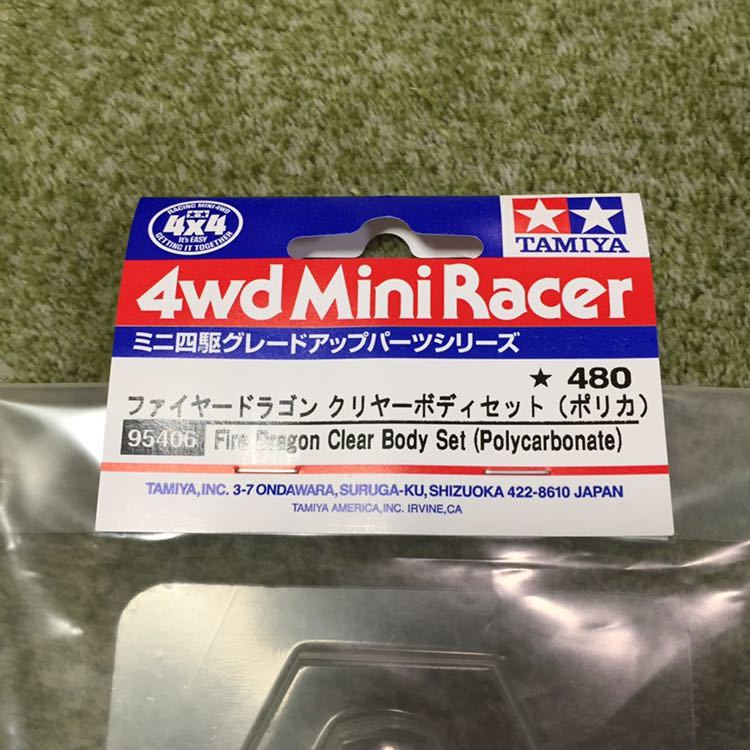 RACING MINI 4WD
4x4
It's EASY
GETTING IT TOGETHER
TAMIYA
4wd Mini Racer
ミニ四駆グレードアップパーツシリーズ
★ 480
ファイヤードラゴン クリヤーボディセット（ポリカ）
95406 Fire Dragon Clear Body Set (Polycarbonate)
TAMIYA, INC. 3-7 ONDAWARA, SURUGA-KU, SHIZUOKA 422-8610 JAPAN
TAMIYA AMERICA, INC. IRVINE, CA